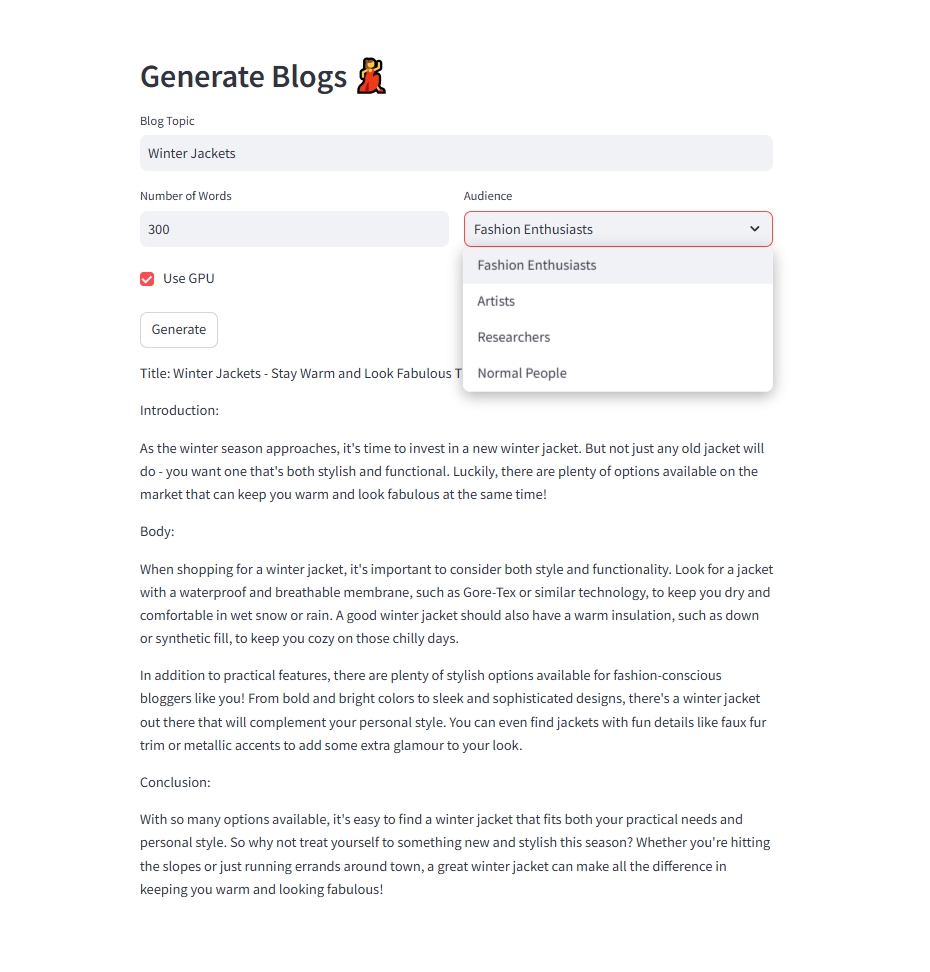 Generate Blogs
Blog Topic
Winter Jackets
Number of Words
Audience
300
Fashion Enthusiasts
Fashion Enthusiasts
Artists
Researchers
Normal People
Use GPU
Generate
Title: Winter Jackets - Stay Warm and Look Fabulous
Introduction:
As the winter season approaches, it's time to invest in a new winter jacket. But not just any old jacket will
do - you want one that's both stylish and functional. Luckily, there are plenty of options available on the
market that can keep you warm and look fabulous at the same time!
Body:
When shopping for a winter jacket, it's important to consider both style and functionality. Look for a jacket
with a waterproof and breathable membrane, such as Gore-Tex or similar technology, to keep you dry and
comfortable in wet snow or rain. A good winter jacket should also have a warm insulation, such as down
or synthetic fill, to keep you cozy on those chilly days.
In addition to practical features, there are plenty of stylish options available for fashion-conscious
bloggers like you! From bold and bright colors to sleek and sophisticated designs, there's a winter jacket
out there that will complement your personal style. You can even find jackets with fun details like faux fur
trim or metallic accents to add some extra glamour to your look.
Conclusion:
With so many options available, it's easy to find a winter jacket that fits both your practical needs and
personal style. So why not treat yourself to something new and stylish this season? Whether you're hitting
the slopes or just running errands around town, a great winter jacket can make all the difference in
keeping you warm and looking fabulous!